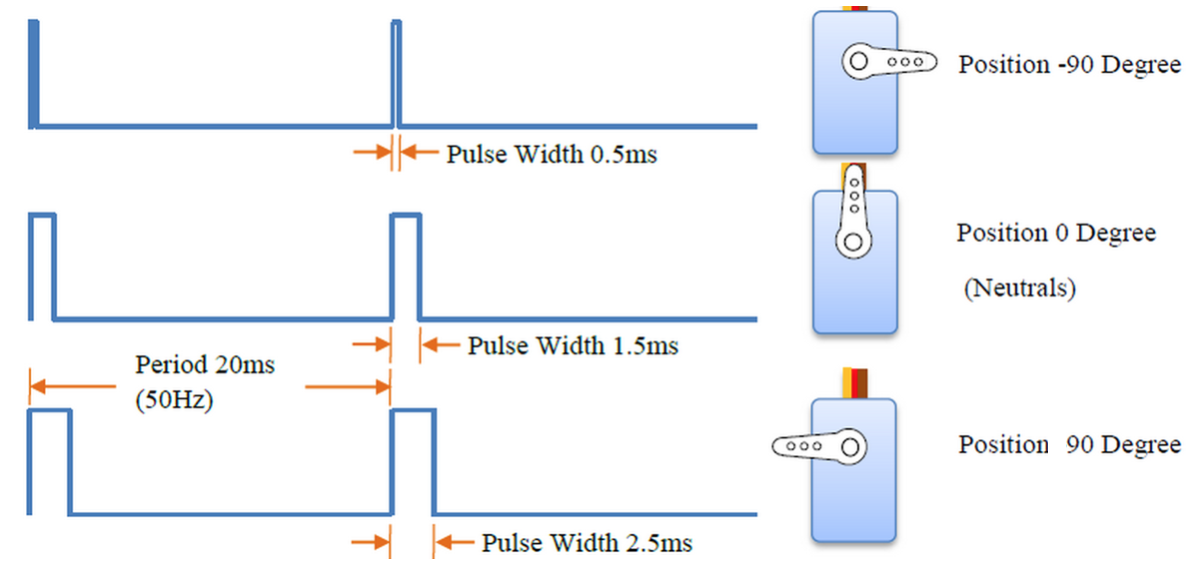 Position -90 Degree
Pulse Width 0.5ms
Position 0 Degree
(Neutrals)
Pulse Width 1.5ms
Period 20ms
(50Hz)
Position 90 Degree
Pulse Width 2.5ms